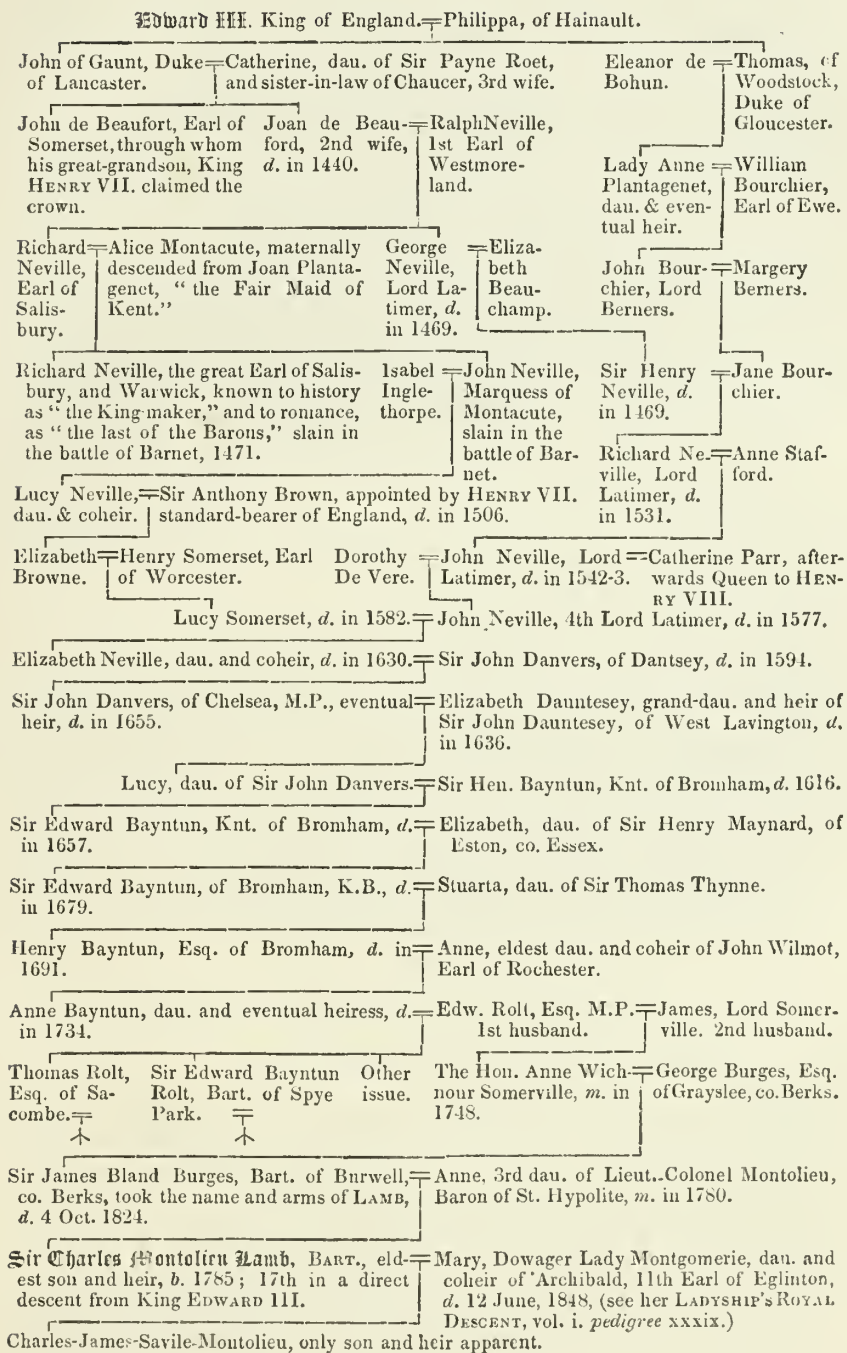 Edward III. King of England.=Philippa, of Hainault.
John of Gaunt, Duke=Catherine, dau. of Sir Payne Roet,
of Lancaster. and sister-in-law of Chaucer, 3rd wife.
Eleanor de=Thomas, of
Bohun. Woodstock,
Duke of
Gloucester.
John de Beaufort, Earl of
Somerset, through whom
his great-grandson, King
HENRY VII. claimed the
crown.
Joan de Beau-=Ralph Neville,
ford, 2nd wife, 1st Earl of
d. in 1440. Westmore-
land.
Lady Anne=William
Plantagenet, Bourchier,
dau. & even- Earl of Ewe.
tual heir.
Richard=Alice Montacute, maternally
Neville, descended from Joan Planta-
Earl of genet, "the Fair Maid of
Salis- Kent."
bury.
George=Eliza-
Neville, beth
Lord La- Beau-
timer, d. champ.
in 1469.
John Bour-=Margery
chier, Lord Berners.
Berners.
Richard Neville, the great Earl of Salis-
bury, and Warwick, known to history
as "the King-maker," and to romance,
as "the last of the Barons," slain in
the battle of Barnet, 1471.
Isabel=John Neville,
Ingle- Marquess of
thorpe. Montacute,
slain in the
battle of Bar-
net.
Sir Henry=Jane Bour-
Neville, d. chier.
in 1469.
Richard Ne-=Anne Staf-
ville, Lord ford.
Latimer, d.
in 1531.
Lucy Neville,=Sir Anthony Brown, appointed by HENRY VII.
dau. & coheir. standard-bearer of England, d. in 1506.
Elizabeth=Henry Somerset, Earl
Browne. of Worcester.
Dorothy=John Neville, Lord=Catherine Parr, after-
De Vere. Latimer, d. in 1542-3. wards Queen to HEN-
RY VIII.
Lucy Somerset, d. in 1582.=John Neville, 4th Lord Latimer, d. in 1577.
Elizabeth Neville, dau. and coheir, d. in 1630.=Sir John Danvers, of Dantsey, d. in 1594.
Sir John Danvers, of Chelsea, M.P., eventual=Elizabeth Dauntesey, grand-dau. and heir of
heir, d. in 1655. Sir John Dauntesey, of West Lavington, d.
in 1636.
Lucy, dau. of Sir John Danvers.=Sir Hen. Bayntun, Knt. of Bromham, d. 1616.
Sir Edward Bayntun, Knt. of Bromham, d.=Elizabeth, dau. of Sir Henry Maynard, of
in 1657. Eston, co. Essex.
Sir Edward Bayntun, of Bromham, K.B., d.=Stuarta, dau. of Sir Thomas Thynne.
in 1679.
Henry Bayntun, Esq. of Bromham, d. in=Anne, eldest dau. and coheir of John Wilmot,
1691. Earl of Rochester.
Anne Bayntun, dau. and eventual heiress, d.=Edw. Rolt, Esq. M.P.=James, Lord Somer-
in 1734. 1st husband. ville. 2nd husband.
Thomas Rolt,
Esq. of Sa-
combe.=
Sir Edward Bayntun
Rolt, Bart. of Spye
Park. =
Other
issue.
The Hon. Anne Wich-=George Burges, Esq.
nour Somerville, m. in of Grayslee, co. Berks.
1748.
Sir James Bland Burges, Bart. of Burwell,=Anne, 3rd dau. of Lieut.-Colonel Montolieu,
co. Berks, took the name and arms of LAMB, Baron of St. Hypolite, m. in 1780.
d. 4 Oct. 1824.
Sir Charles Montolieu Lamb, BART., eld-=Mary, Dowager Lady Montgomerie, dau. and
est son and heir, b. 1785; 17th in a direct coheir of Archibald, 11th Earl of Eglinton,
descent from King EDWARD III. d. 12 June, 1848, (see her LADYSHIP'S ROYAL
DESCENT, vol. i. pedigree xxxix.)
Charles-James-Savile-Montolieu, only son and heir apparent.